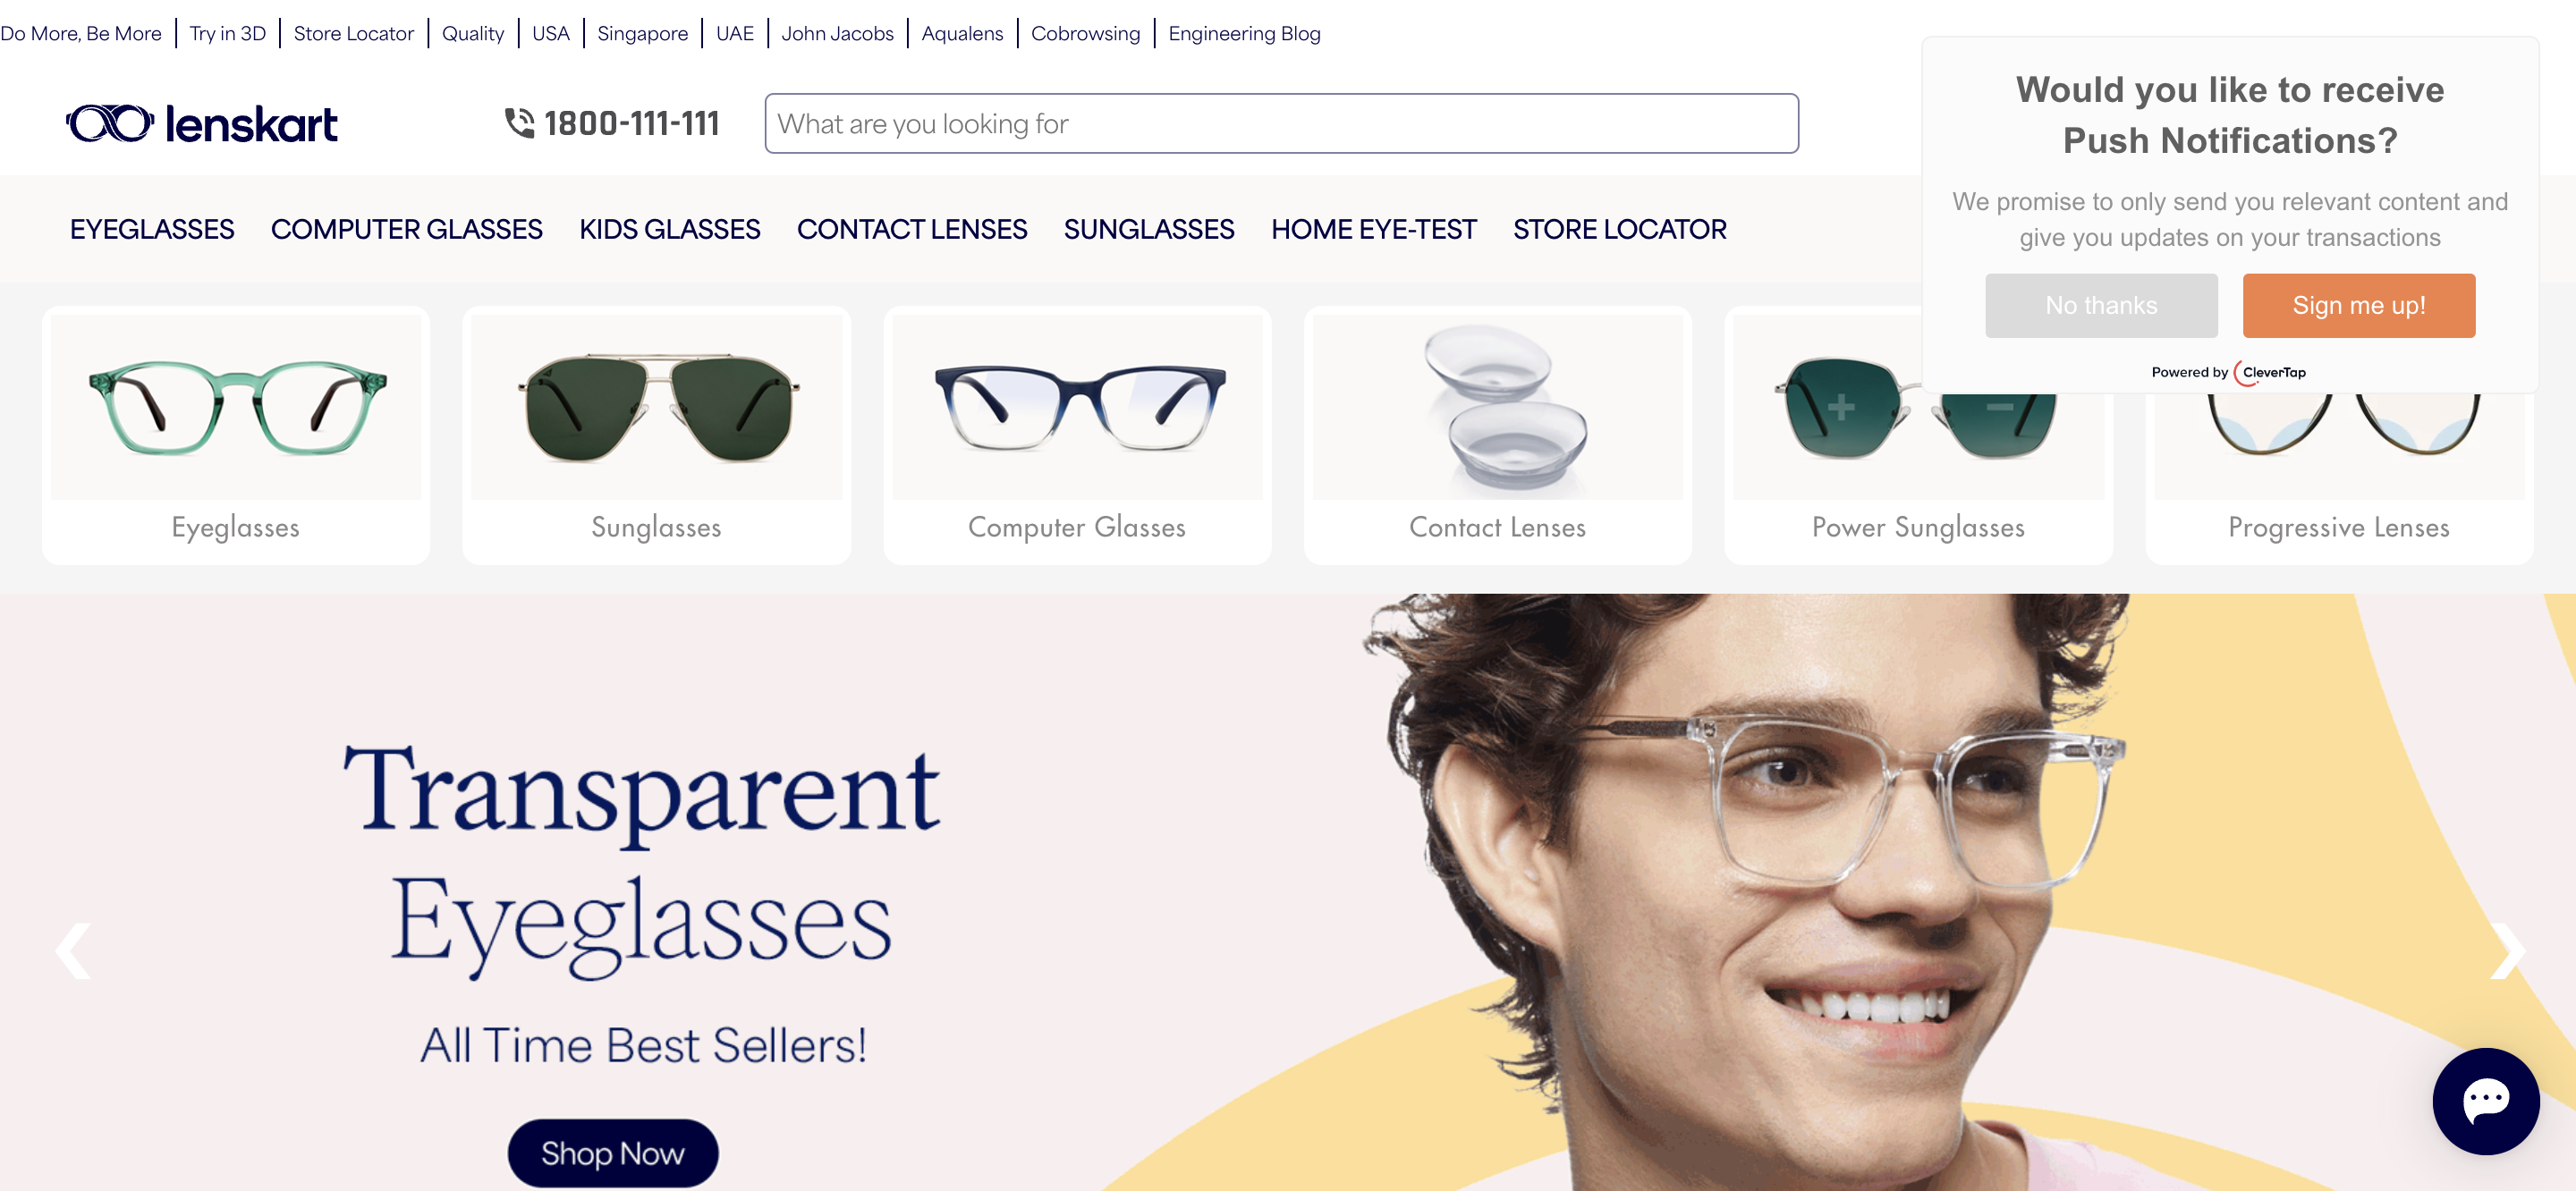 Do More, Be More Try in 3D Store Locator Quality USA Singapore UAE John Jacobs Aqualens Cobrowsing Engineering Blog
lenskart
1800-111-111
What are you looking for
Would you like to receive
Push Notifications?
We promise to only send you relevant content and
give you updates on your transactions
No thanks
Sign me up!
Powered by CleverTap
EYEGLASSES COMPUTER GLASSES KIDS GLASSES CONTACT LENSES SUNGLASSES HOME EYE-TEST STORE LOCATOR
Eyeglasses
Sunglasses
Computer Glasses
Contact Lenses
Power Sunglasses
Progressive Lenses
Transparent
Eyeglasses
All Time Best Sellers!
Shop Now